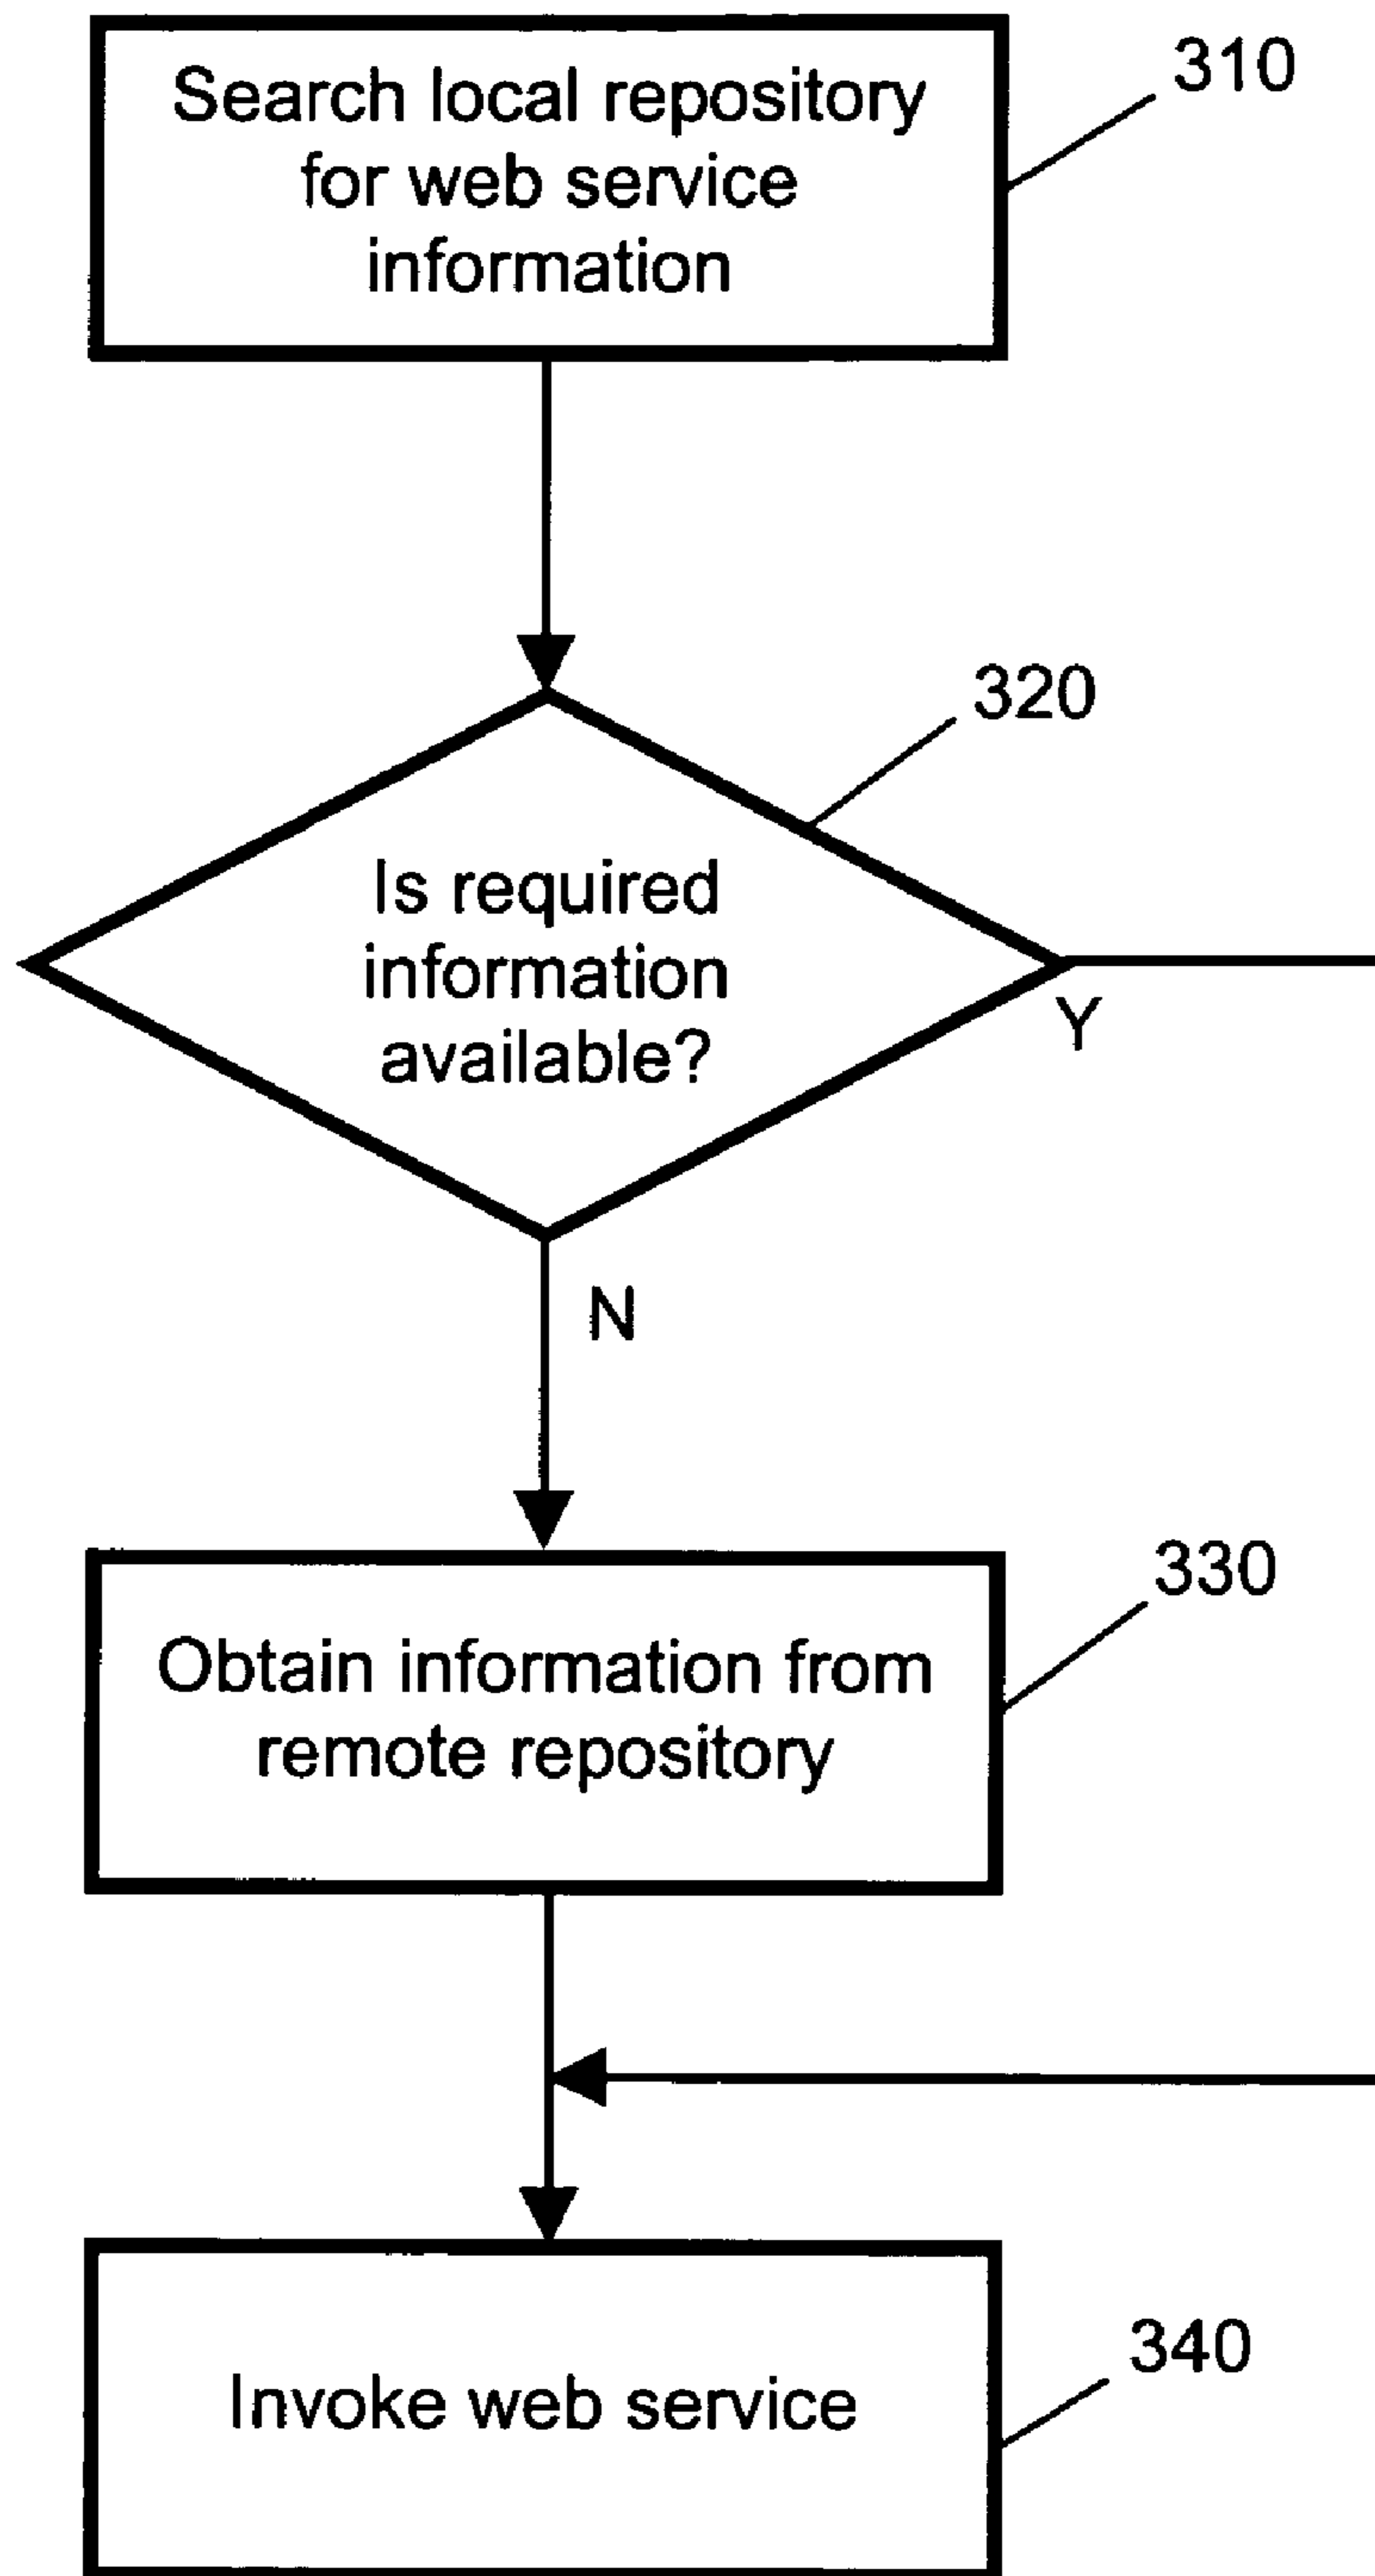 Search local repository
for web service
information
310
320
Is required
information
available?
Y
N
330
Obtain information from
remote repository
340
Invoke web service